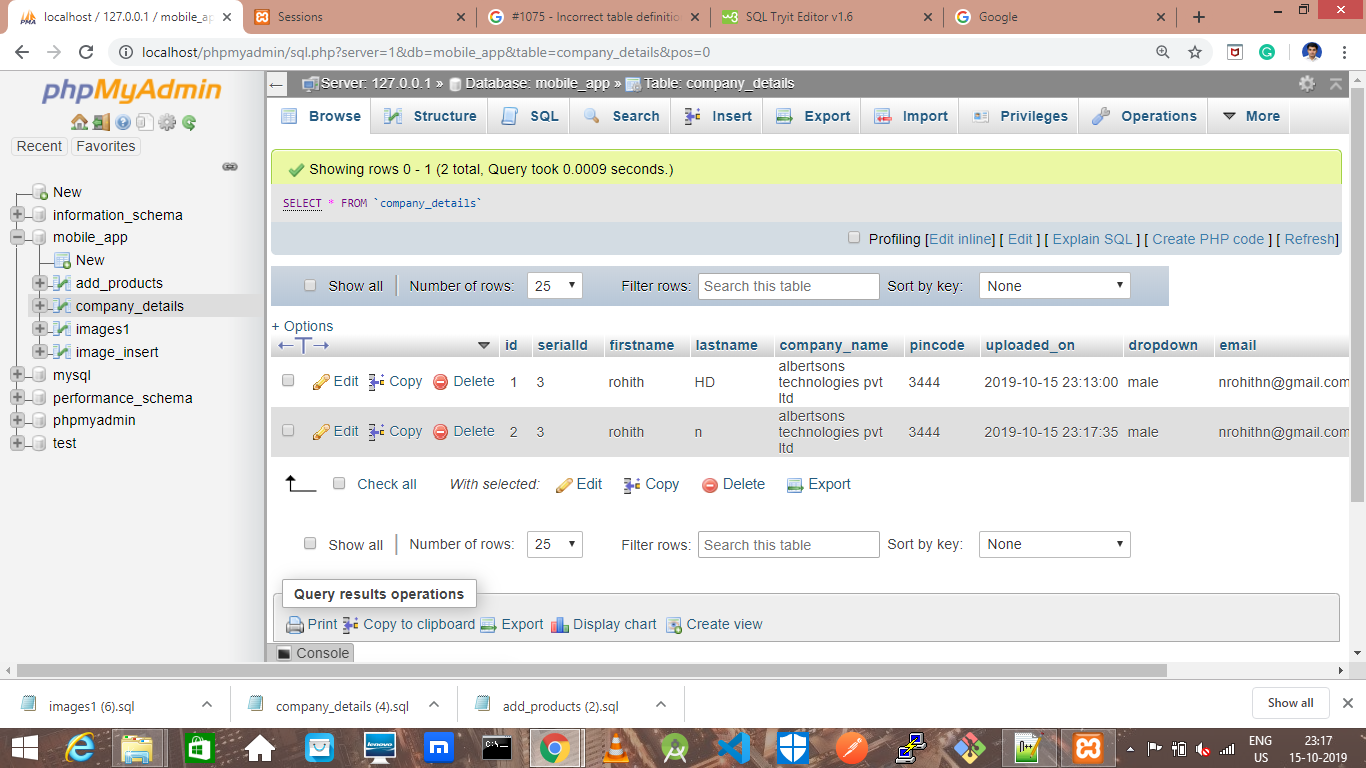 localhost / 127.0.0.1 / mobile_ap
Sessions
#1075 - Incorrect table definition
SQL Tryit Editor v1.6
Google
localhost/phpmyadmin/sql.php?server=1&db=mobile_app&table=company_details&pos=0
phpMyAdmin
Recent Favorites
New
information_schema
mobile_app
New
add_products
company_details
images1
image_insert
mysql
performance_schema
phpmyadmin
test
Server: 127.0.0.1 » Database: mobile_app » Table: company_details
Browse Structure SQL Search Insert Export Import Privileges Operations More
Showing rows 0 - 1 (2 total, Query took 0.0009 seconds.)
SELECT * FROM `company_details`
Profiling [Edit inline] [ Edit ] [ Explain SQL ] [ Create PHP code ] [ Refresh]
Show all Number of rows: 25 Filter rows: Search this table Sort by key: None
+ Options
id serialId firstname lastname company_name pincode uploaded_on dropdown email
Edit Copy Delete 1 3 rohith HD albertsons technologies pvt ltd 3444 2019-10-15 23:13:00 male nrohithn@gmail.com
Edit Copy Delete 2 3 rohith n albertsons technologies pvt ltd 3444 2019-10-15 23:17:35 male nrohithn@gmail.com
Check all With selected: Edit Copy Delete Export
Show all Number of rows: 25 Filter rows: Search this table Sort by key: None
Query results operations
Print Copy to clipboard Export Display chart Create view
Console
images1 (6).sql
company_details (4).sql
add_products (2).sql
Show all
ENG
US
23:17
15-10-2019